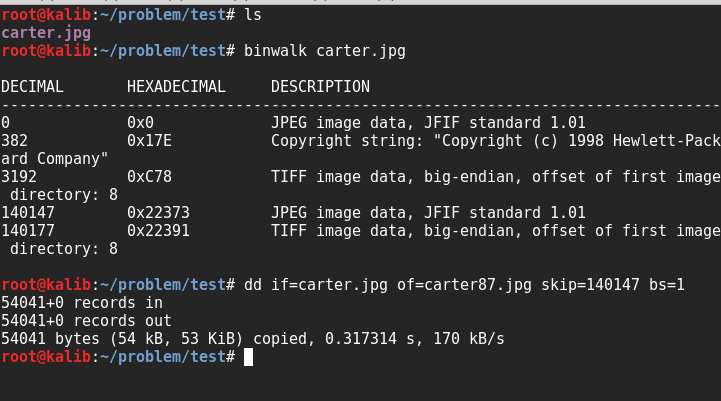 root@kalib:~/problem/test# ls
carter.jpg
root@kalib:~/problem/test# binwalk carter.jpg
DECIMAL       HEXADECIMAL     DESCRIPTION
--------------------------------------------------------------------------------
0             0x0             JPEG image data, JFIF standard 1.01
382           0x17E           Copyright string: "Copyright (c) 1998 Hewlett-Pack
ard Company"
3192          0xC78           TIFF image data, big-endian, offset of first image
 directory: 8
140147        0x22373         JPEG image data, JFIF standard 1.01
140177        0x22391         TIFF image data, big-endian, offset of first image
 directory: 8
root@kalib:~/problem/test# dd if=carter.jpg of=carter87.jpg skip=140147 bs=1
54041+0 records in
54041+0 records out
54041 bytes (54 kB, 53 KiB) copied, 0.317314 s, 170 kB/s
root@kalib:~/problem/test#